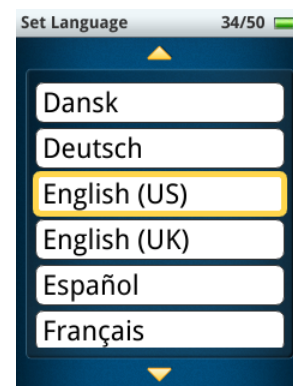 Set Language 34/50
Dansk
Deutsch
English (US)
English (UK)
Español
Français